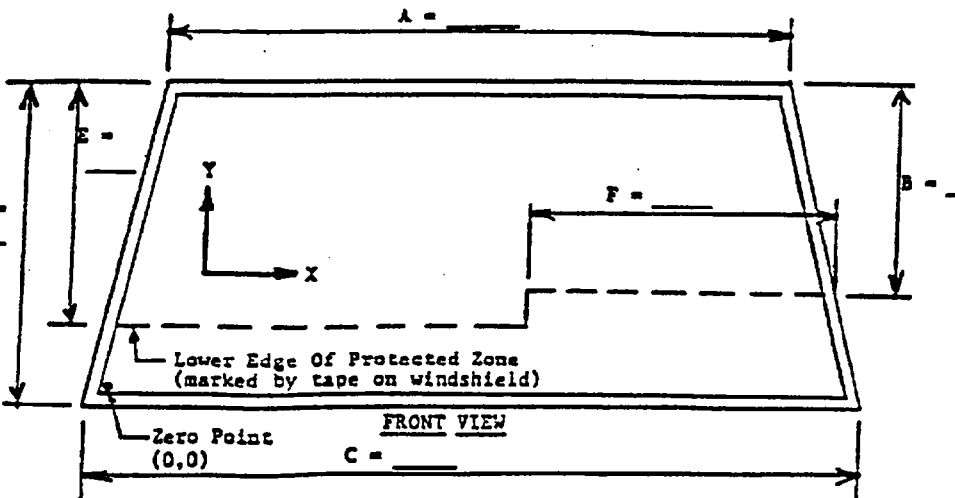 A = ____
E =
B = _
F = ____
Y
X
=
Lower Edge Of Protected Zone
(marked by tape on windshield)
FRONT VIEW
Zero Point
(0,0)
C = ____